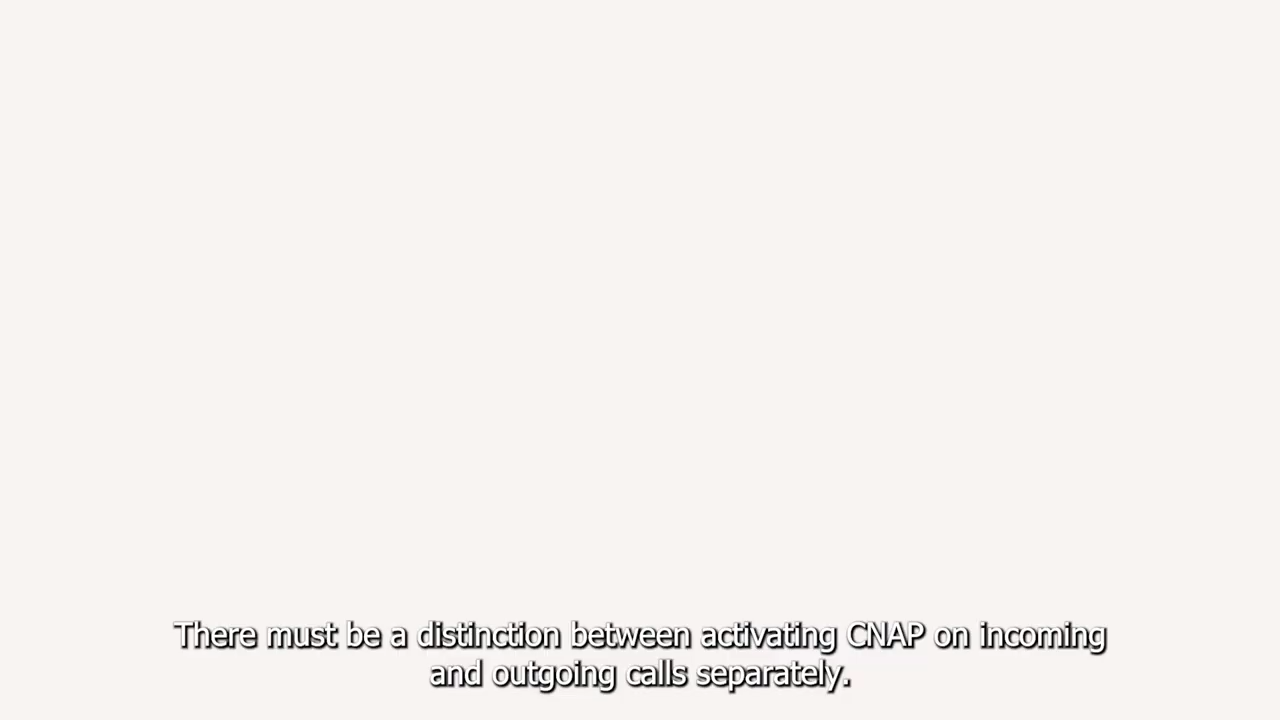 There must be a distinction between activating CNAP on incoming
and outgoing calls separately.